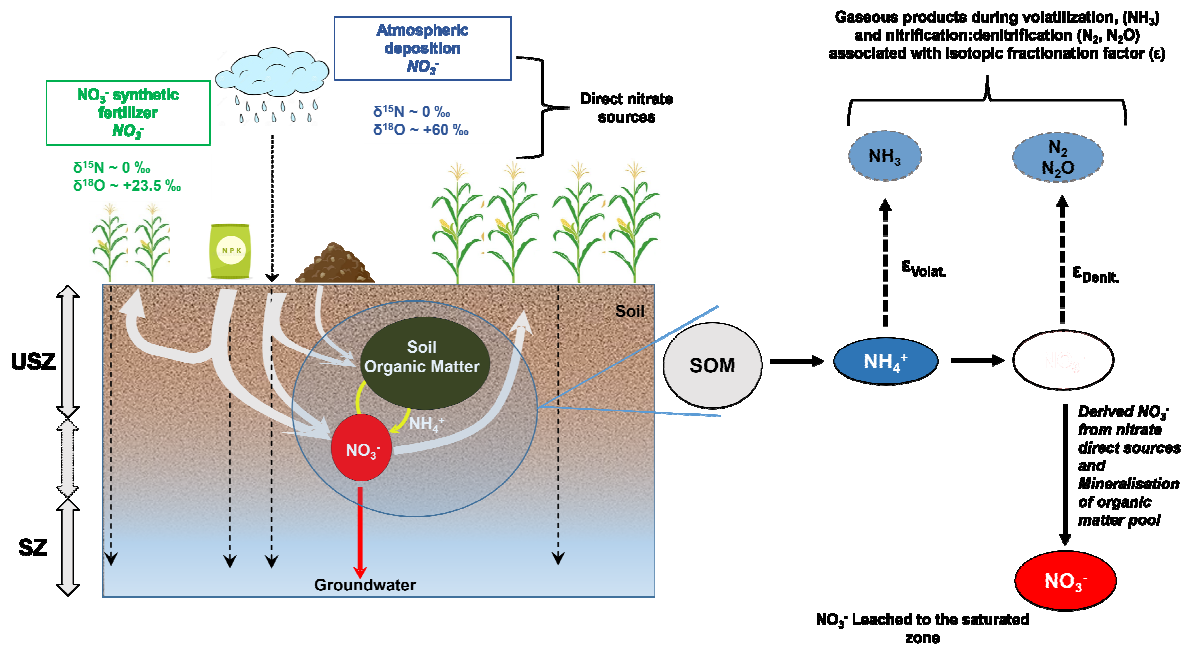 Gaseous products during volatilization, (NH₃)
and nitrification:denitrification (N₂, N₂O)
associated with isotopic fractionation factor (ε)
Atmospheric
deposition
NO₃⁻
NO₃⁻ synthetic
fertilizer
NO₃⁻
δ¹⁵N ~ 0 ‰
δ¹⁸O ~ +60 ‰
Direct nitrate
sources
δ¹⁵N ~ 0 ‰
δ¹⁸O ~ +23.5 ‰
NH₃
N₂
N₂O
NPK
εVolat.
εDenit.
Soil
USZ
Soil
Organic Matter
SOM
NH₄⁺
NO₃⁻
NH₄⁺
NO₃⁻
Derived NO₃⁻
from nitrate
direct sources
and
Mineralisation
of organic
matter pool
SZ
Groundwater
NO₃⁻
NO₃⁻ Leached to the saturated
zone